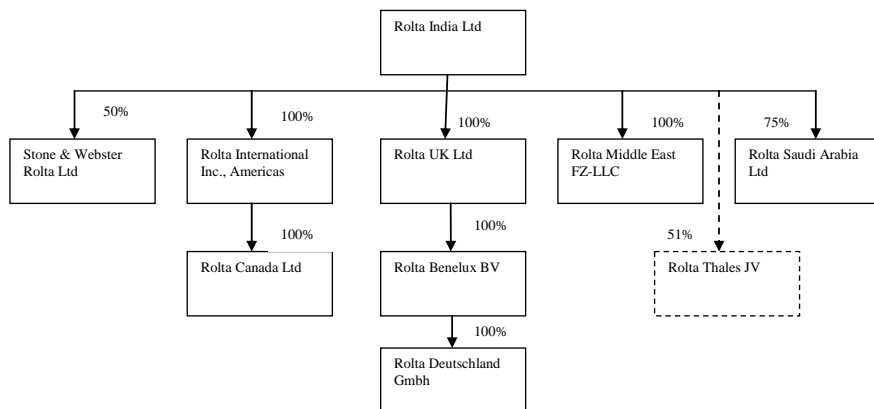 Rolta India Ltd
50%
100%
100%
100%
75%
Stone & Webster
Rolta Ltd
Rolta International
Inc., Americas
Rolta UK Ltd
Rolta Middle East
FZ-LLC
Rolta Saudi Arabia
Ltd
100%
100%
51%
Rolta Canada Ltd
Rolta Benelux BV
Rolta Thales JV
100%
Rolta Deutschland
Gmbh